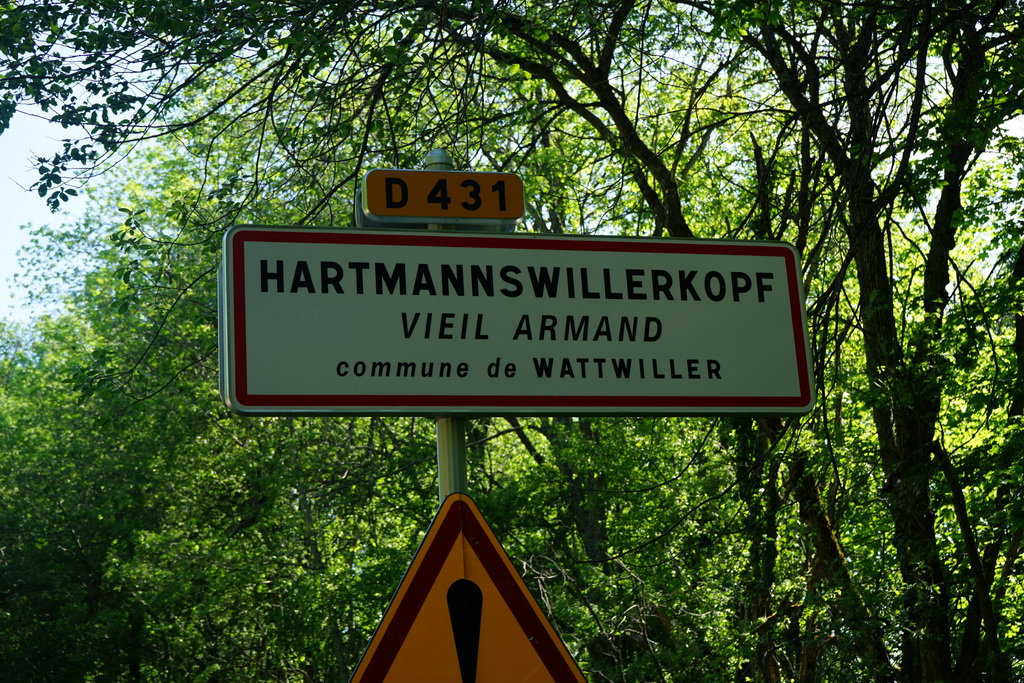 D 431
HARTMANNSWILLERKOPF
VIEIL ARMAND
commune de WATTWILLER
!